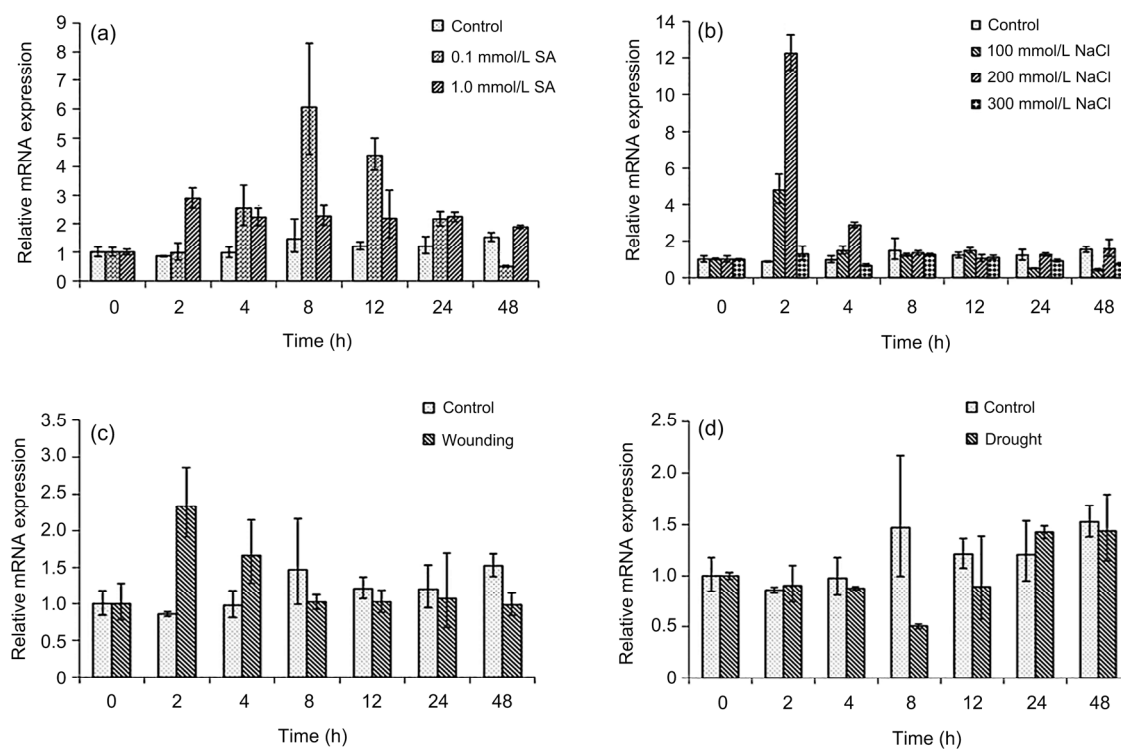 (a)
Control
0.1 mmol/L SA
1.0 mmol/L SA
Relative mRNA expression
9
8
7
6
5
4
3
2
1
0
0 2 4 8 12 24 48
Time (h)
(b)
Control
100 mmol/L NaCl
200 mmol/L NaCl
300 mmol/L NaCl
Relative mRNA expression
14
12
10
8
6
4
2
0
0 2 4 8 12 24 48
Time (h)
(c)
Control
Wounding
Relative mRNA expression
3.5
3.0
2.5
2.0
1.5
1.0
0.5
0
0 2 4 8 12 24 48
Time (h)
(d)
Control
Drought
Relative mRNA expression
2.5
2.0
1.5
1.0
0.5
0
0 2 4 8 12 24 48
Time (h)